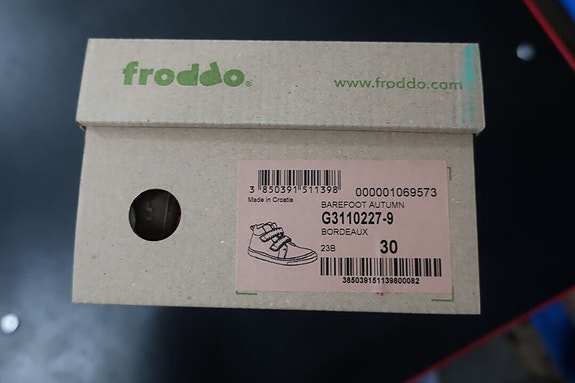 froddo®
www.froddo.com
3 850391 511398
000001069573
Made in Croatia
BAREFOOT AUTUMN
G3110227-9
BORDEAUX
23B
30
385039151139800082